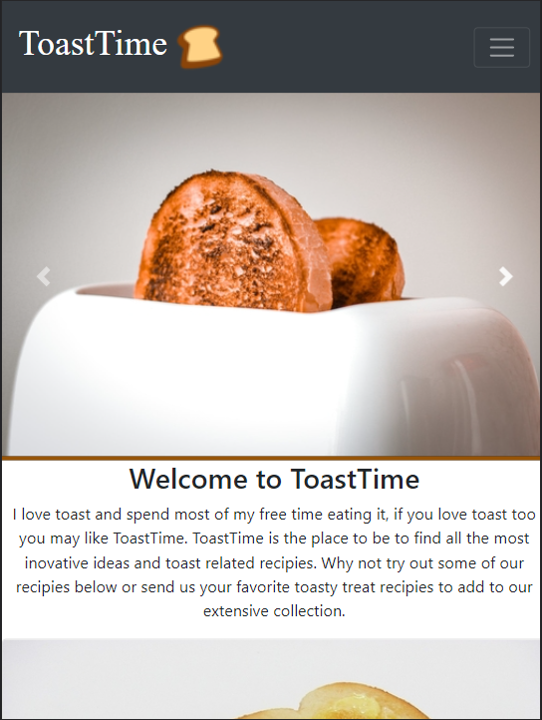 ToastTime
Welcome to ToastTime
I love toast and spend most of my free time eating it, if you love toast too
you may like ToastTime. ToastTime is the place to be to find all the most
inovative ideas and toast related recipies. Why not try out some of our
recipies below or send us your favorite toasty treat recipies to add to our
extensive collection.